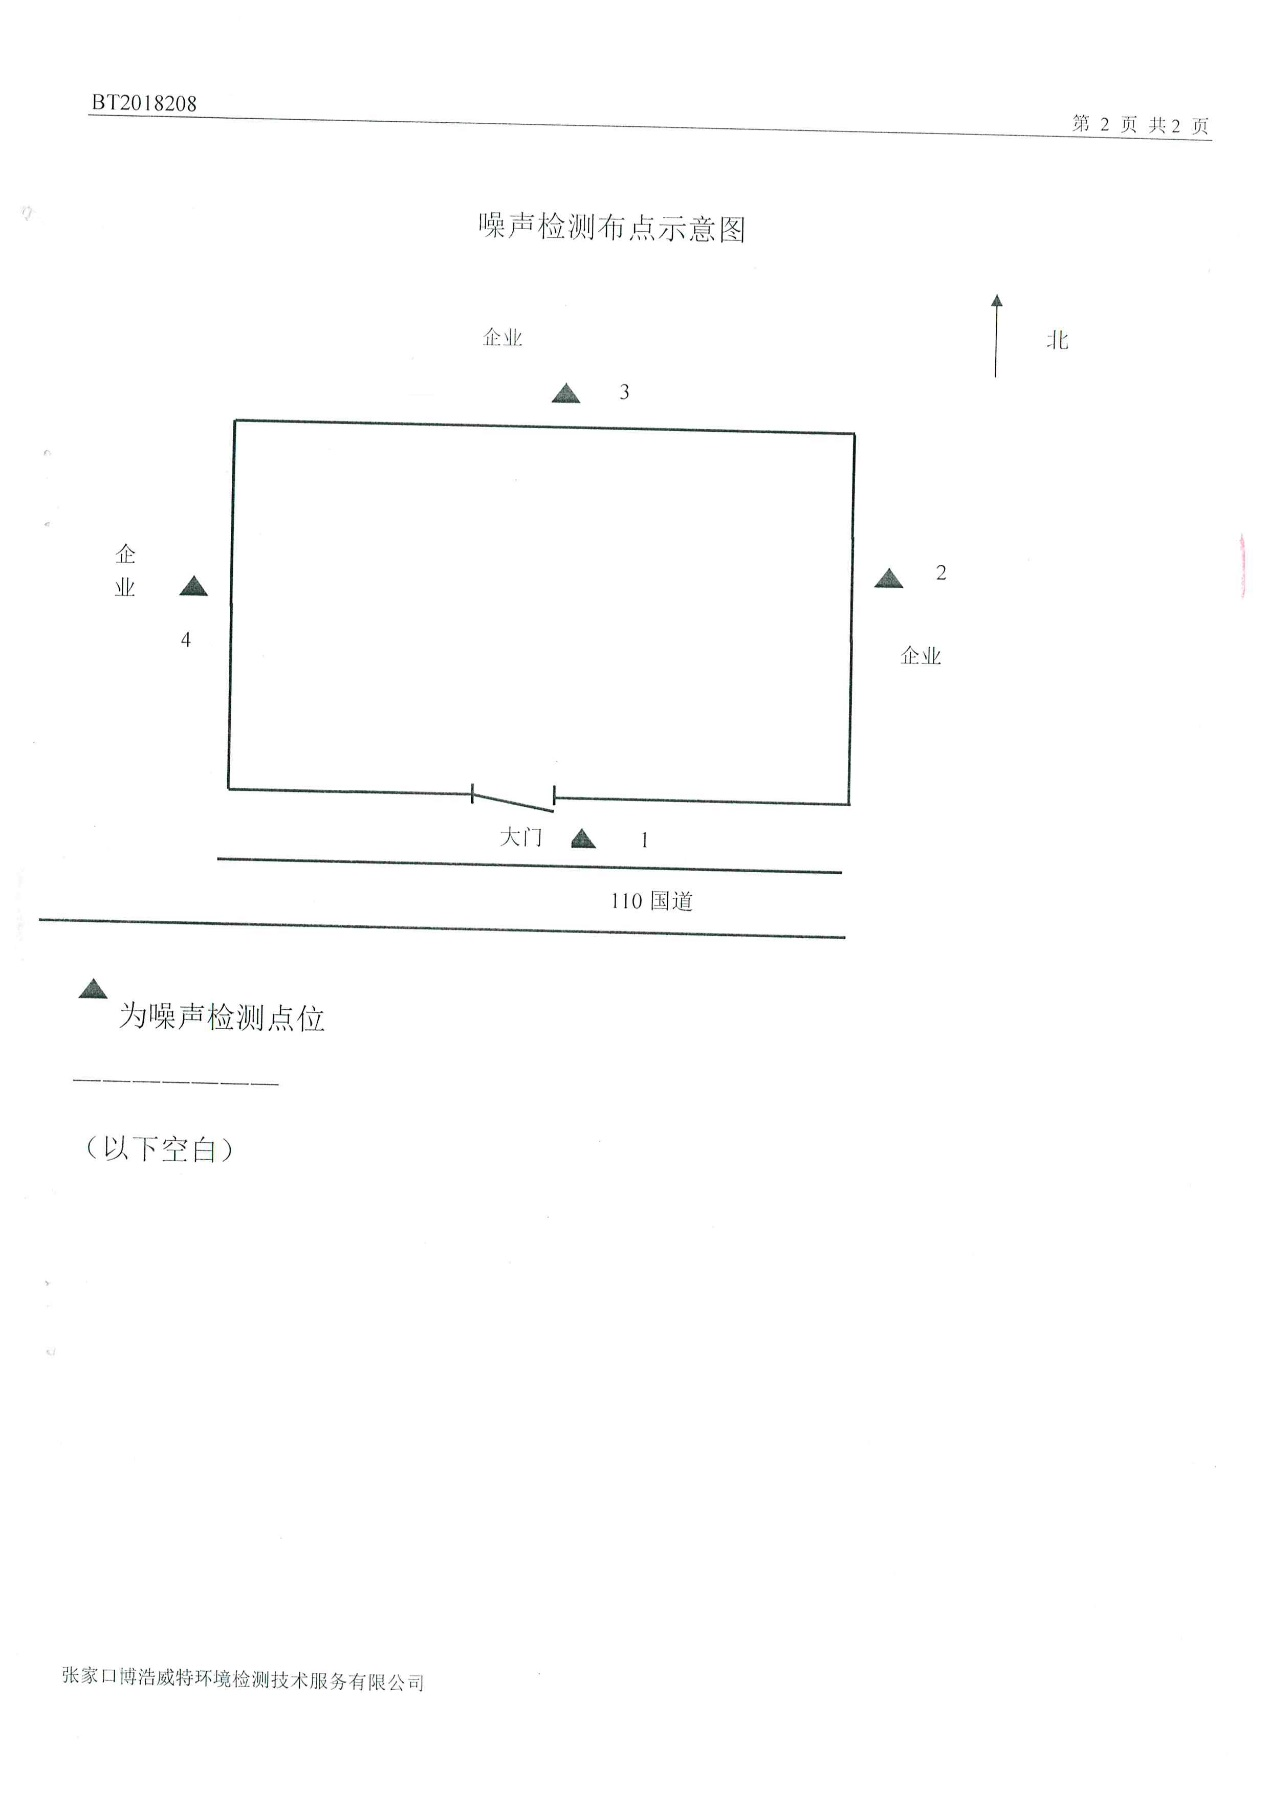 BT2018208
第 2 页 共2 页
噪声检测布点示意图
企业
北
3
企
业
2
4
企业
大门 1
110 国道
为噪声检测点位
（以下空白）
张家口博浩威特环境检测技术服务有限公司